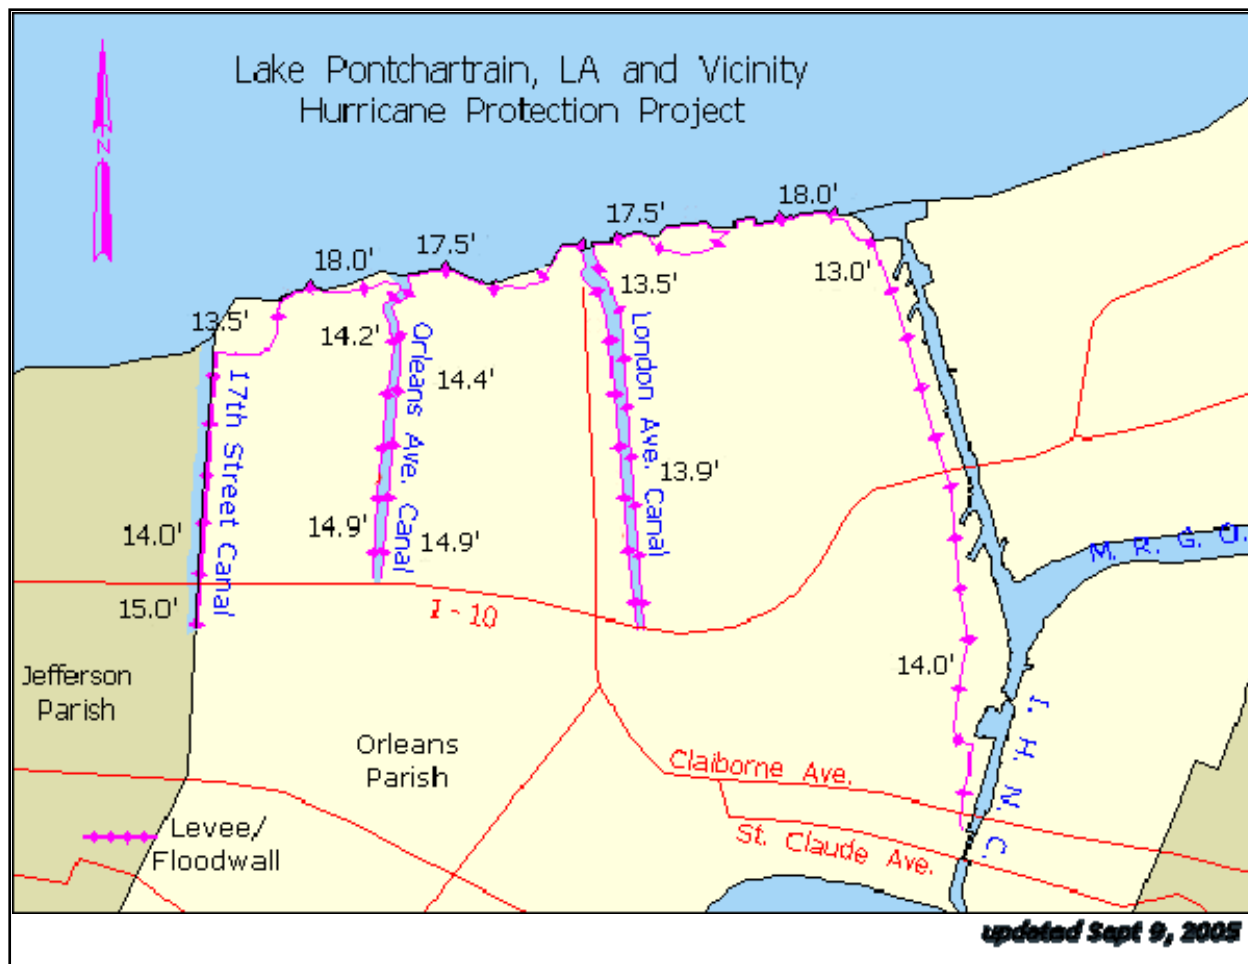 Lake Pontchartrain, LA and Vicinity
Hurricane Protection Project
N
18.0'
17.5'
17.5'
18.0'
13.0'
13.5'
13.5'
14.2'
14.4'
17th Street Canal
Orleans Ave. Canal
London Ave. Canal
13.9'
14.0'
14.9'
14.9'
M. R. G. O.
15.0'
I - 10
14.0'
Jefferson
Parish
Orleans
Parish
I. H. N. C.
Claiborne Ave.
St. Claude Ave.
Levee/
Floodwall
updated Sept 9, 2005